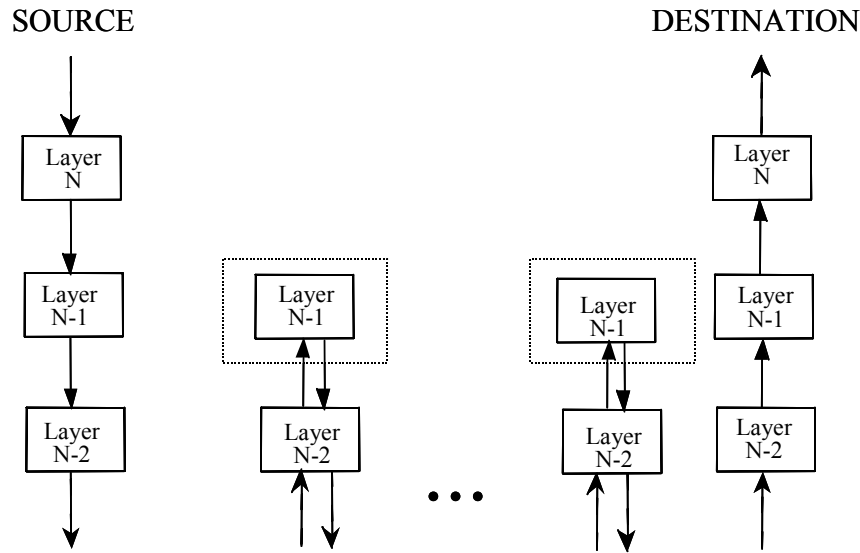 SOURCE
DESTINATION
Layer
N
Layer
N
Layer
N-1
Layer
N-1
Layer
N-1
Layer
N-1
Layer
N-2
Layer
N-2
Layer
N-2
Layer
N-2